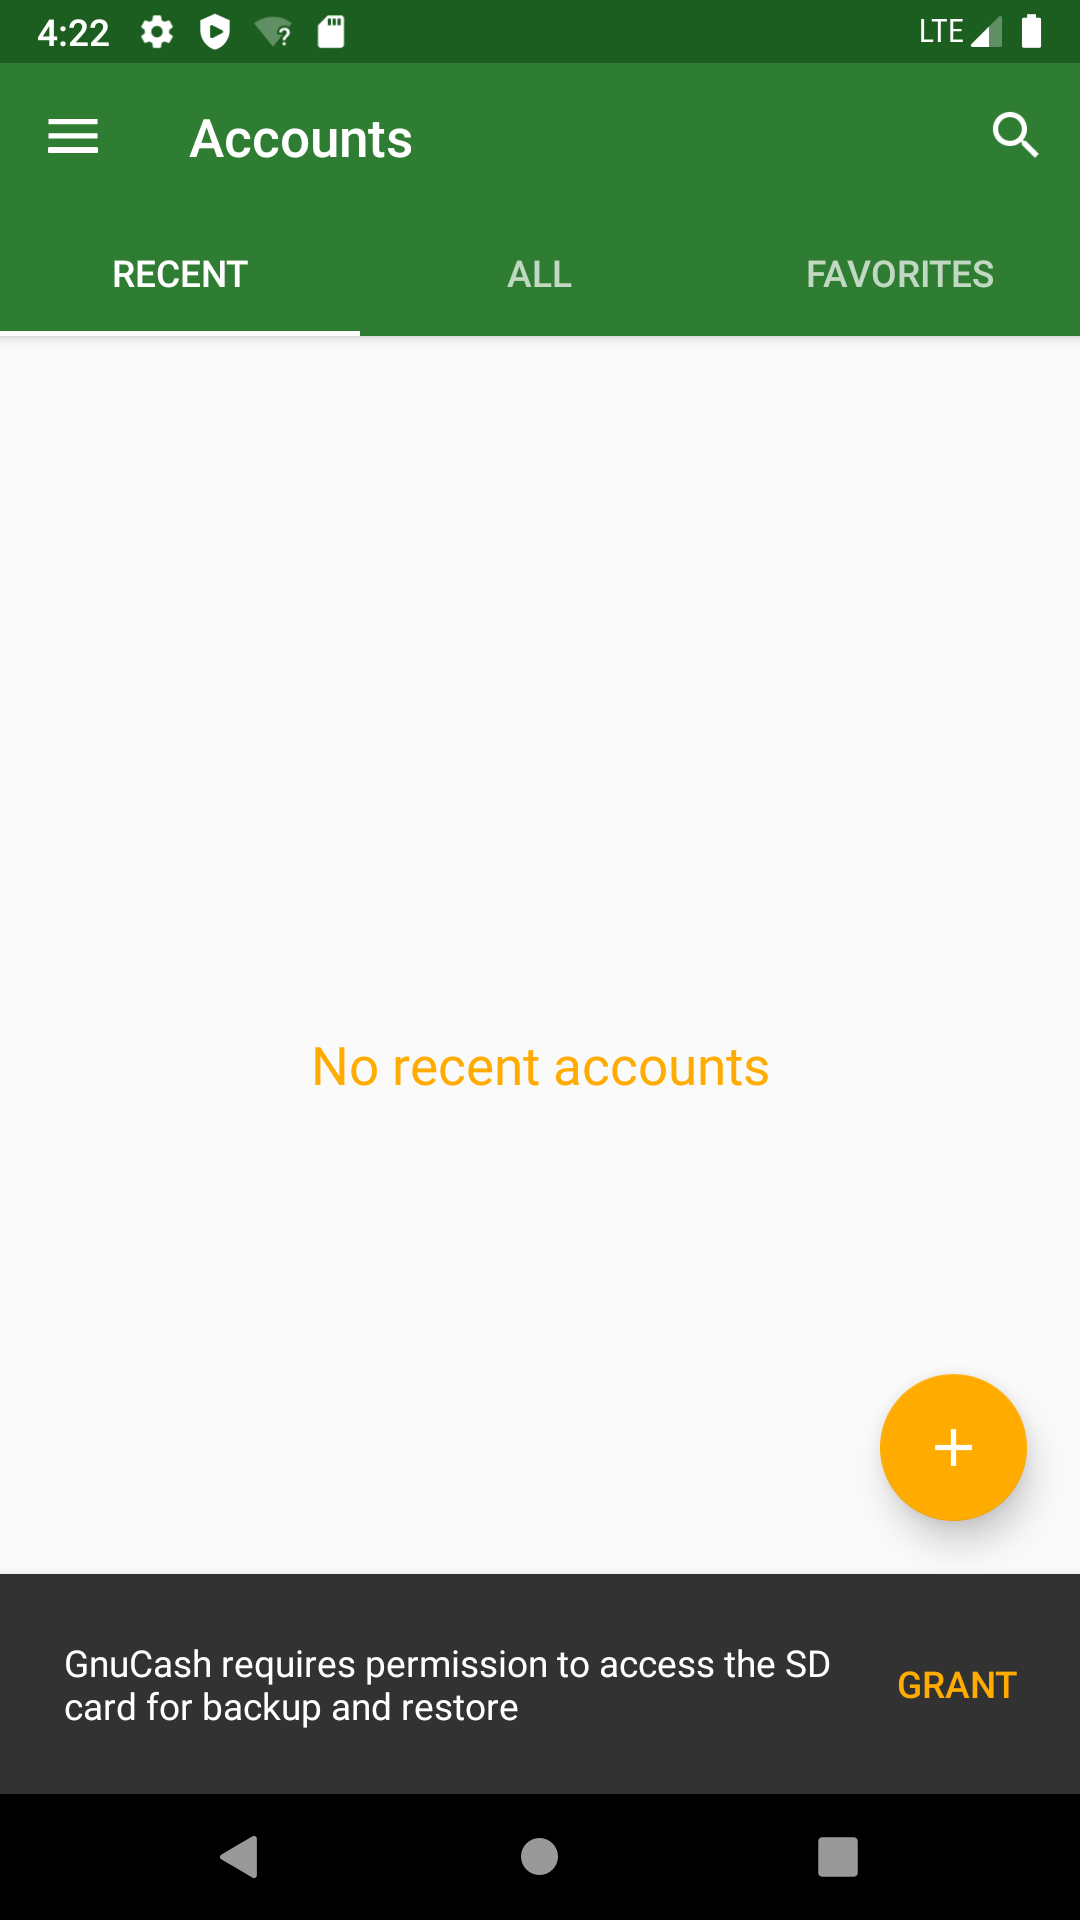 4:22
LTE
Accounts
RECENT
ALL
FAVORITES
No recent accounts
GnuCash requires permission to access the SD
card for backup and restore
GRANT